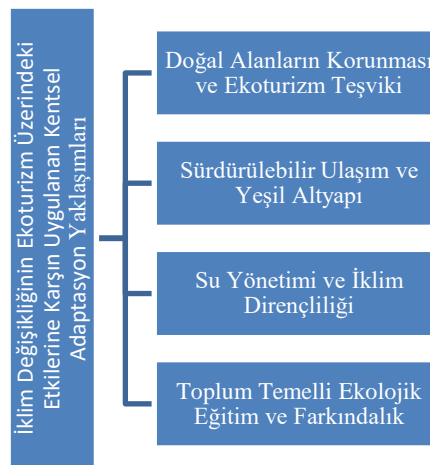 İklim Değişikliğinin Ekoturizm Üzerindeki
Etkilerine Karşın Uygulanan Kentsel
Adaptasyon Yaklaşımları
Doğal Alanların Korunması
ve Ekoturizm Teşviki
Sürdürülebilir Ulaşım ve
Yeşil Altyapı
Su Yönetimi ve İklim
Dirençliliği
Toplum Temelli Ekolojik
Eğitim ve Farkındalık